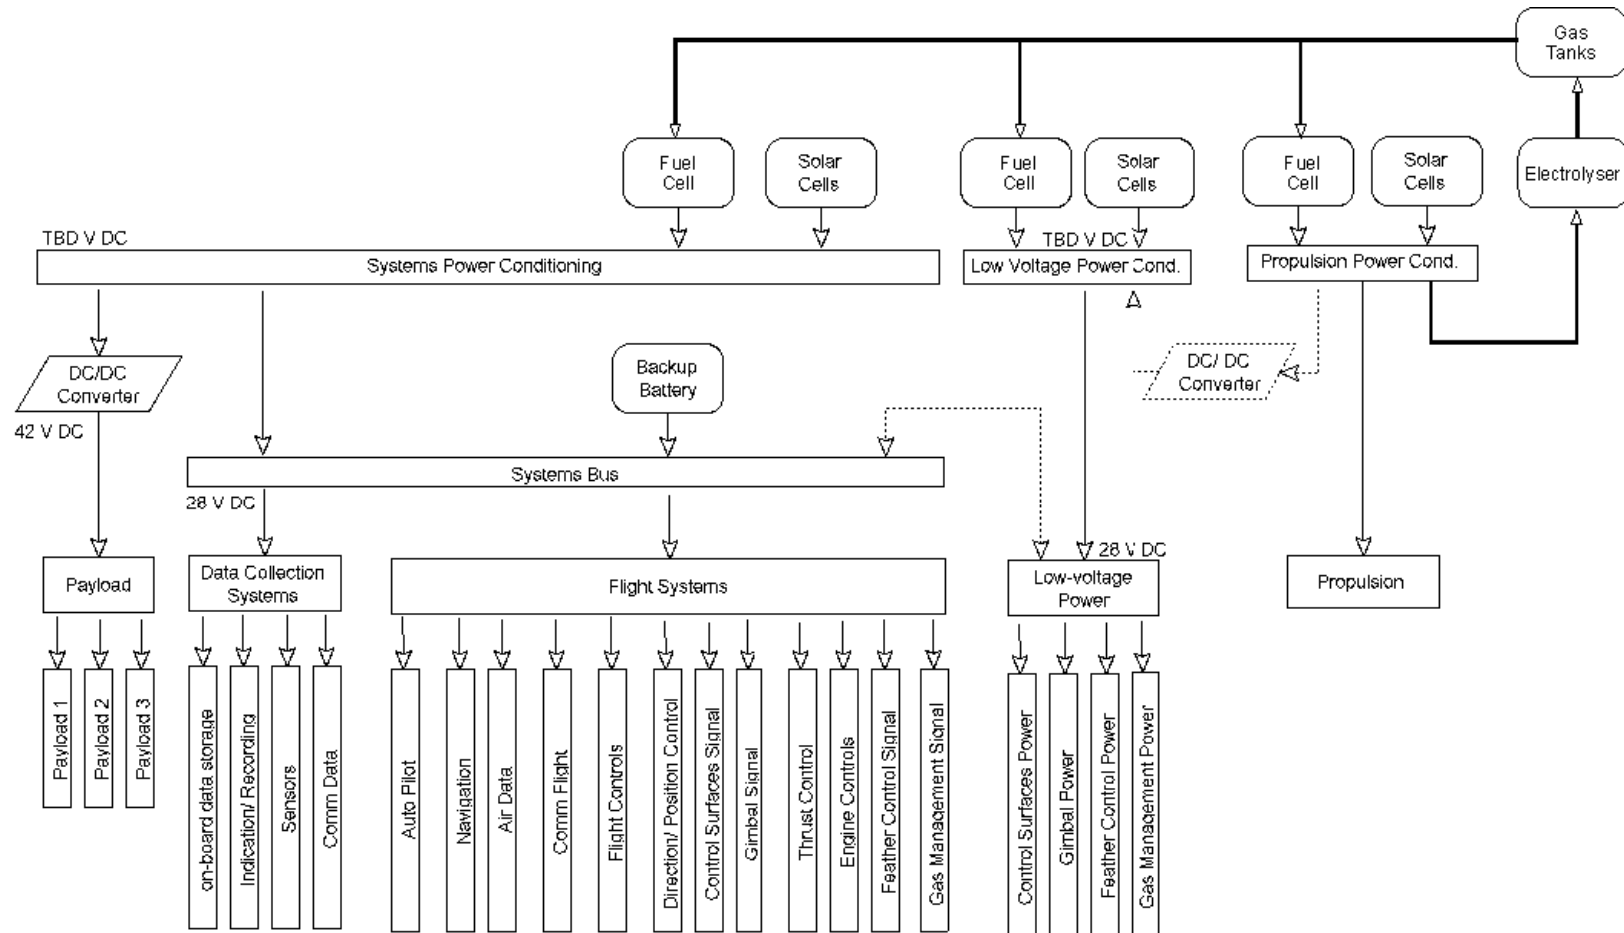 Gas
Tanks
Fuel
Cell
Solar
Cells
Fuel
Cell
Solar
Cells
Fuel
Cell
Solar
Cells
Electrolyser
TBD V DC
Systems Power Conditioning
TBD V DC
Low Voltage Power Cond.
Propulsion Power Cond.
DC/DC
Converter
42 V DC
Backup
Battery
DC/ DC
Converter
Systems Bus
28 V DC
28 V DC
Payload
Data Collection
Systems
Flight Systems
Low-voltage
Power
Propulsion
Payload 1
Payload 2
Payload 3
on-board data storage
Indication/ Recording
Sensors
Comm Data
Auto Pilot
Navigation
Air Data
Comm Flight
Flight Controls
Direction/ Position Control
Control Surfaces Signal
Gimbal Signal
Thrust Control
Engine Controls
Feather Control Signal
Gas Management Signal
Control Surfaces Power
Gimbal Power
Feather Control Power
Gas Management Power